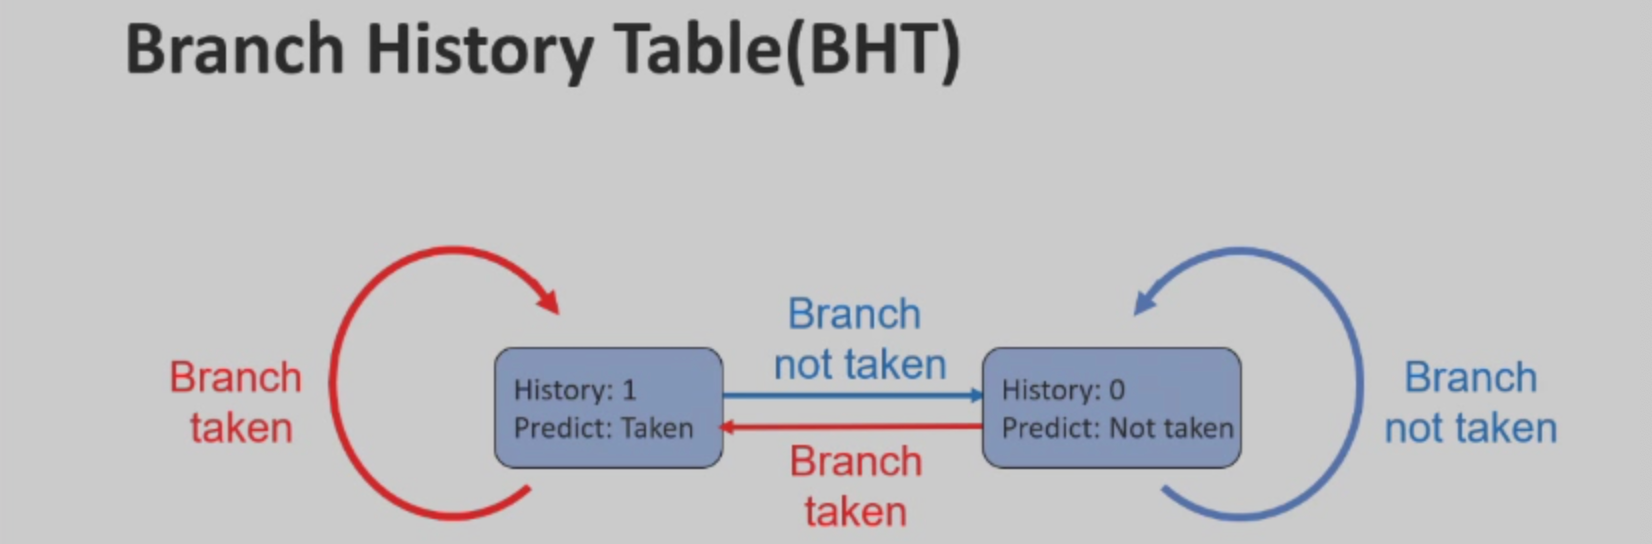 Branch History Table(BHT)
Branch
not taken
Branch
taken
History: 1
Predict: Taken
History: 0
Predict: Not taken
Branch
not taken
Branch
taken